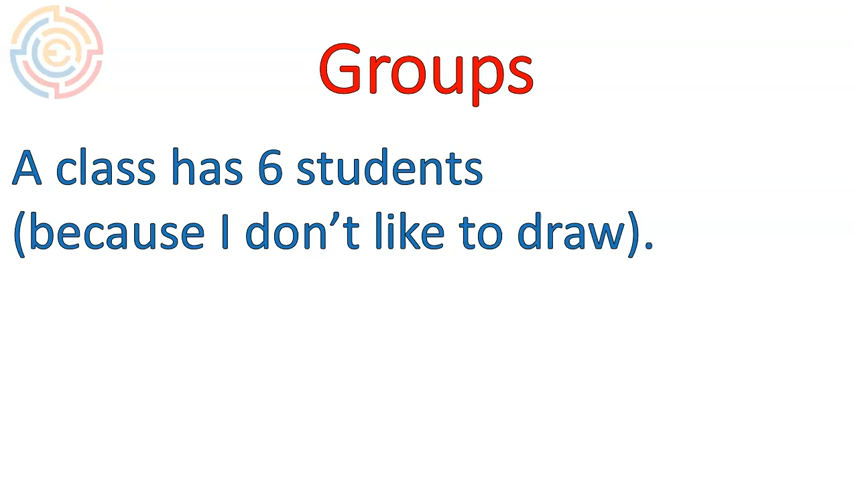 Groups
A class has 6 students
(because I don’t like to draw).